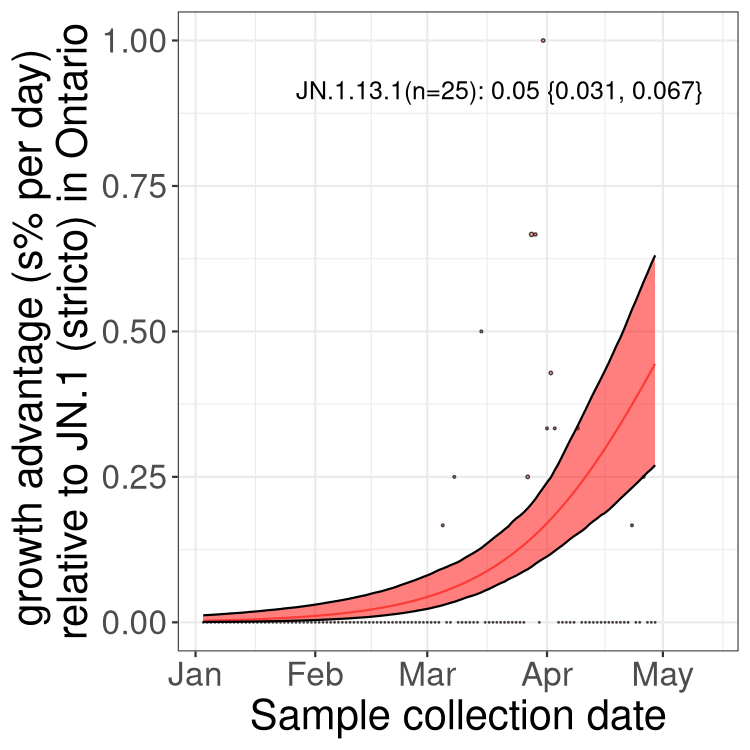 growth advantage (s% per day)
relative to JN.1 (stricto) in Ontario
1.00
0.75
0.50
0.25
0.00
JN.1.13.1(n=25): 0.05 {0.031, 0.067}
Jan
Feb
Mar
Apr
May
Sample collection date